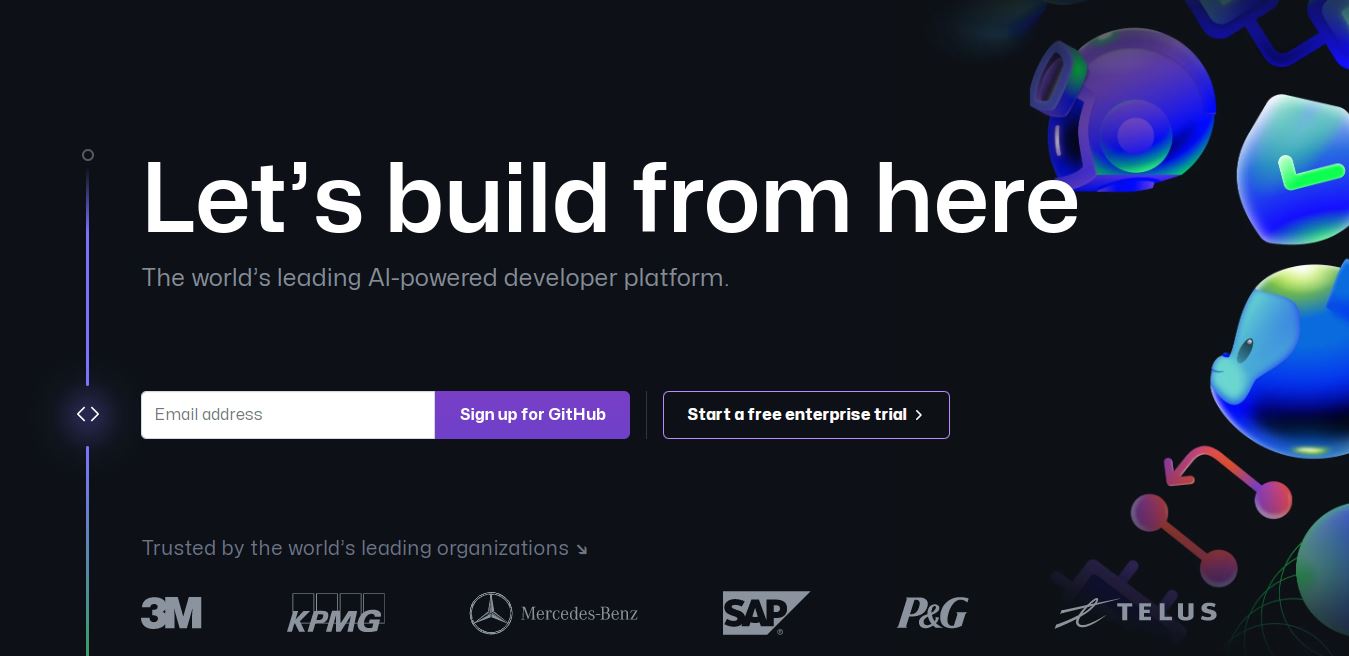 Let’s build from here
The world’s leading AI-powered developer platform.
Email address Sign up for GitHub Start a free enterprise trial
Trusted by the world’s leading organizations
3M KPMG Mercedes-Benz SAP® P&G TELUS